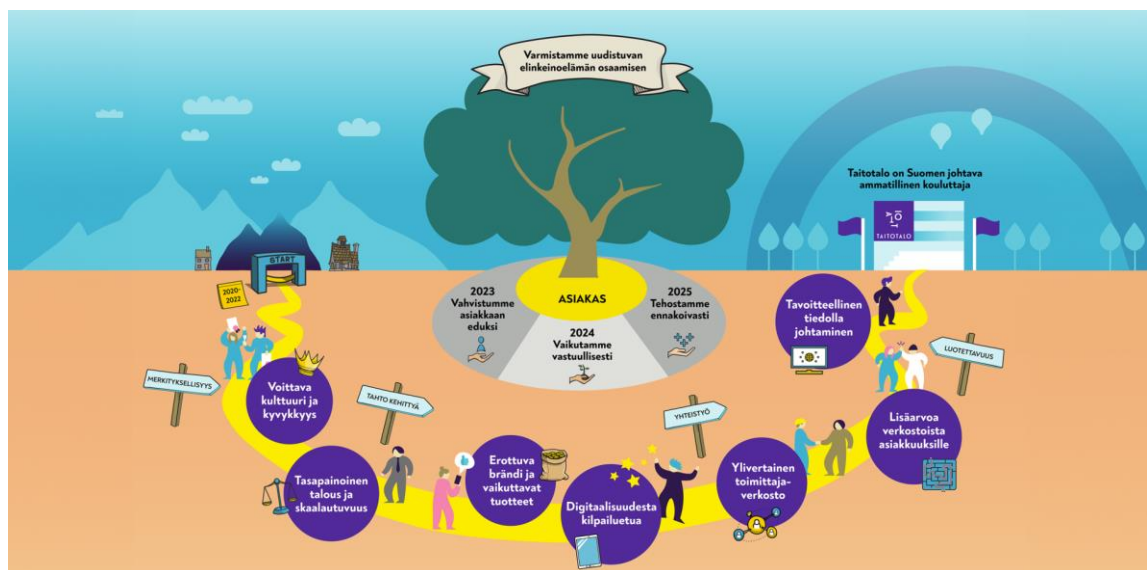 Varmistamme uudistuvan
elinkeinoelämän osaamisen
Taitotalo on Suomen johtava
ammatillinen kouluttaja
TAITO
TAITOTALO
START
2020-
2022
ASIAKAS
2023
Vahvistumme
asiakkaan
eduksi
2024
Vaikutamme
vastuullisesti
2025
Tehostamme
ennakoivasti
MERKITYKSELLISYYS
Voittava
kulttuuri ja
kyvykkyys
TAHTO KEHITTYÄ
Tasapainoinen
talous ja
skaalautuvuus
Erottuva
brändi ja
vaikuttavat
tuotteet
Digitaalisuudesta
kilpailuetua
YHTEISTYÖ
Ylivertainen
toimittaja-
verkosto
Lisäarvoa
verkostoista
asiakkuuksille
LUOTETTAVUUS
Tavoitteellinen
tiedolla
johtaminen